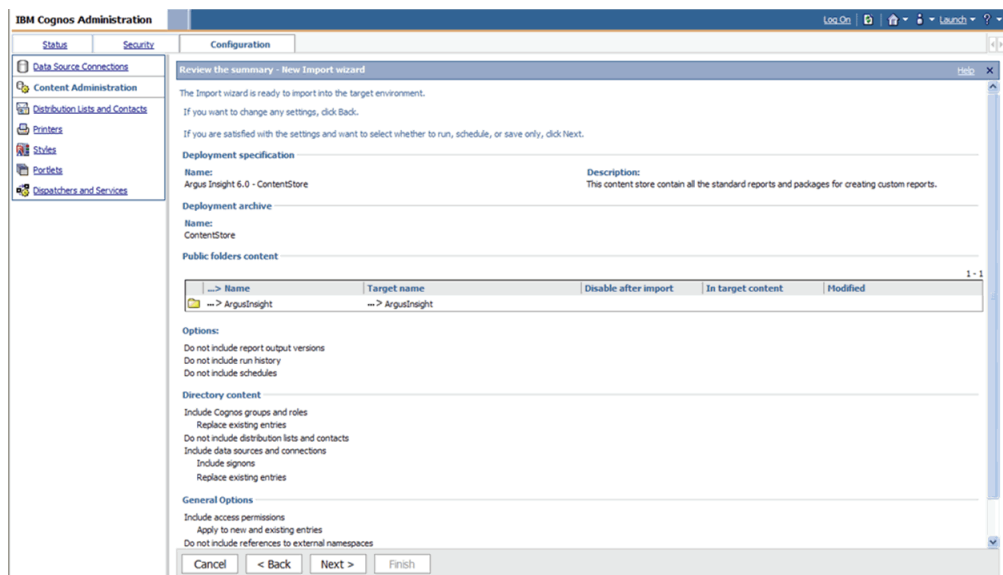 IBM Cognos Administration
Log On Launch ?
Status Security Configuration
Data Source Connections
Content Administration
Distribution Lists and Contacts
Printers
Styles
Portlets
Dispatchers and Services
Review the summary - New Import wizard Help
The Import wizard is ready to import into the target environment.
If you want to change any settings, click Back.
If you are satisfied with the settings and want to select whether to run, schedule, or save only, click Next.
Deployment specification
Name: Description:
Argus Insight 6.0 - ContentStore This content store contain all the standard reports and packages for creating custom reports.
Deployment archive
Name:
ContentStore
Public folders content
1 - 1
...> Name Target name Disable after import In target content Modified
...> ArgusInsight ...> ArgusInsight
Options:
Do not include report output versions
Do not include run history
Do not include schedules
Directory content
Include Cognos groups and roles
Replace existing entries
Do not include distribution lists and contacts
Include data sources and connections
Include signons
Replace existing entries
General Options
Include access permissions
Apply to new and existing entries
Do not include references to external namespaces
Cancel < Back Next > Finish